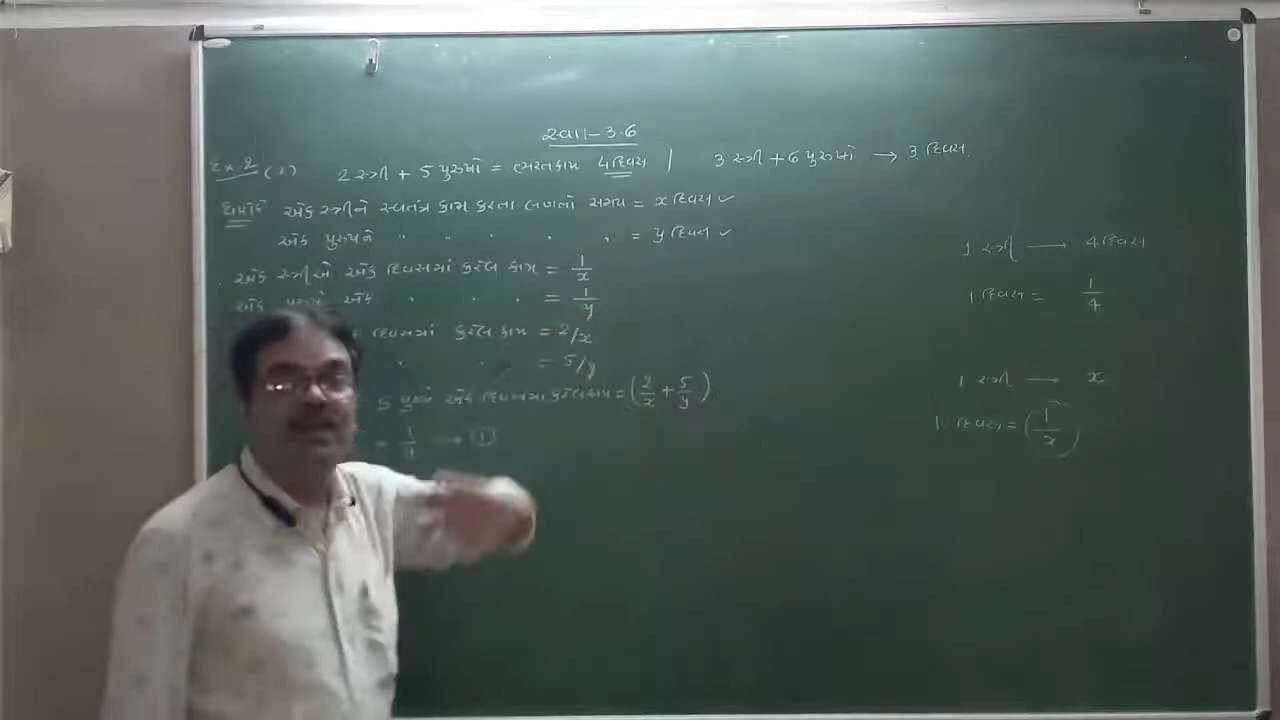 સ્વા।-3.6
Ex 2 (2) 2 સ્ત્રી + 5 પુરુષો = ભરતકામ 4 દિવસ | 3 સ્ત્રી + 6 પુરુષો → 3 દિવસ.
ધારોકે એક સ્ત્રીને સ્વતંત્ર કામ કરતા લાગતો સમય = x દિવસ ✓
એક પુરુષને " " " " " = y દિવસ ✓
એક સ્ત્રીએ એક દિવસમાં કરેલ કામ = 1/x
એક પુરુષે એક " " " = 1/y
દિવસમાં કરેલ કામ = 2/x
" " = 5/y
5 પુરુષે એક દિવસમાં કરેલ કામ = (2/x + 5/y)
= 1/4 → ①
1 સ્ત્રી → 4 દિવસ
1 દિવસ = 1/4
1 સ્ત્રી → x
1 દિવસ = (1/x)